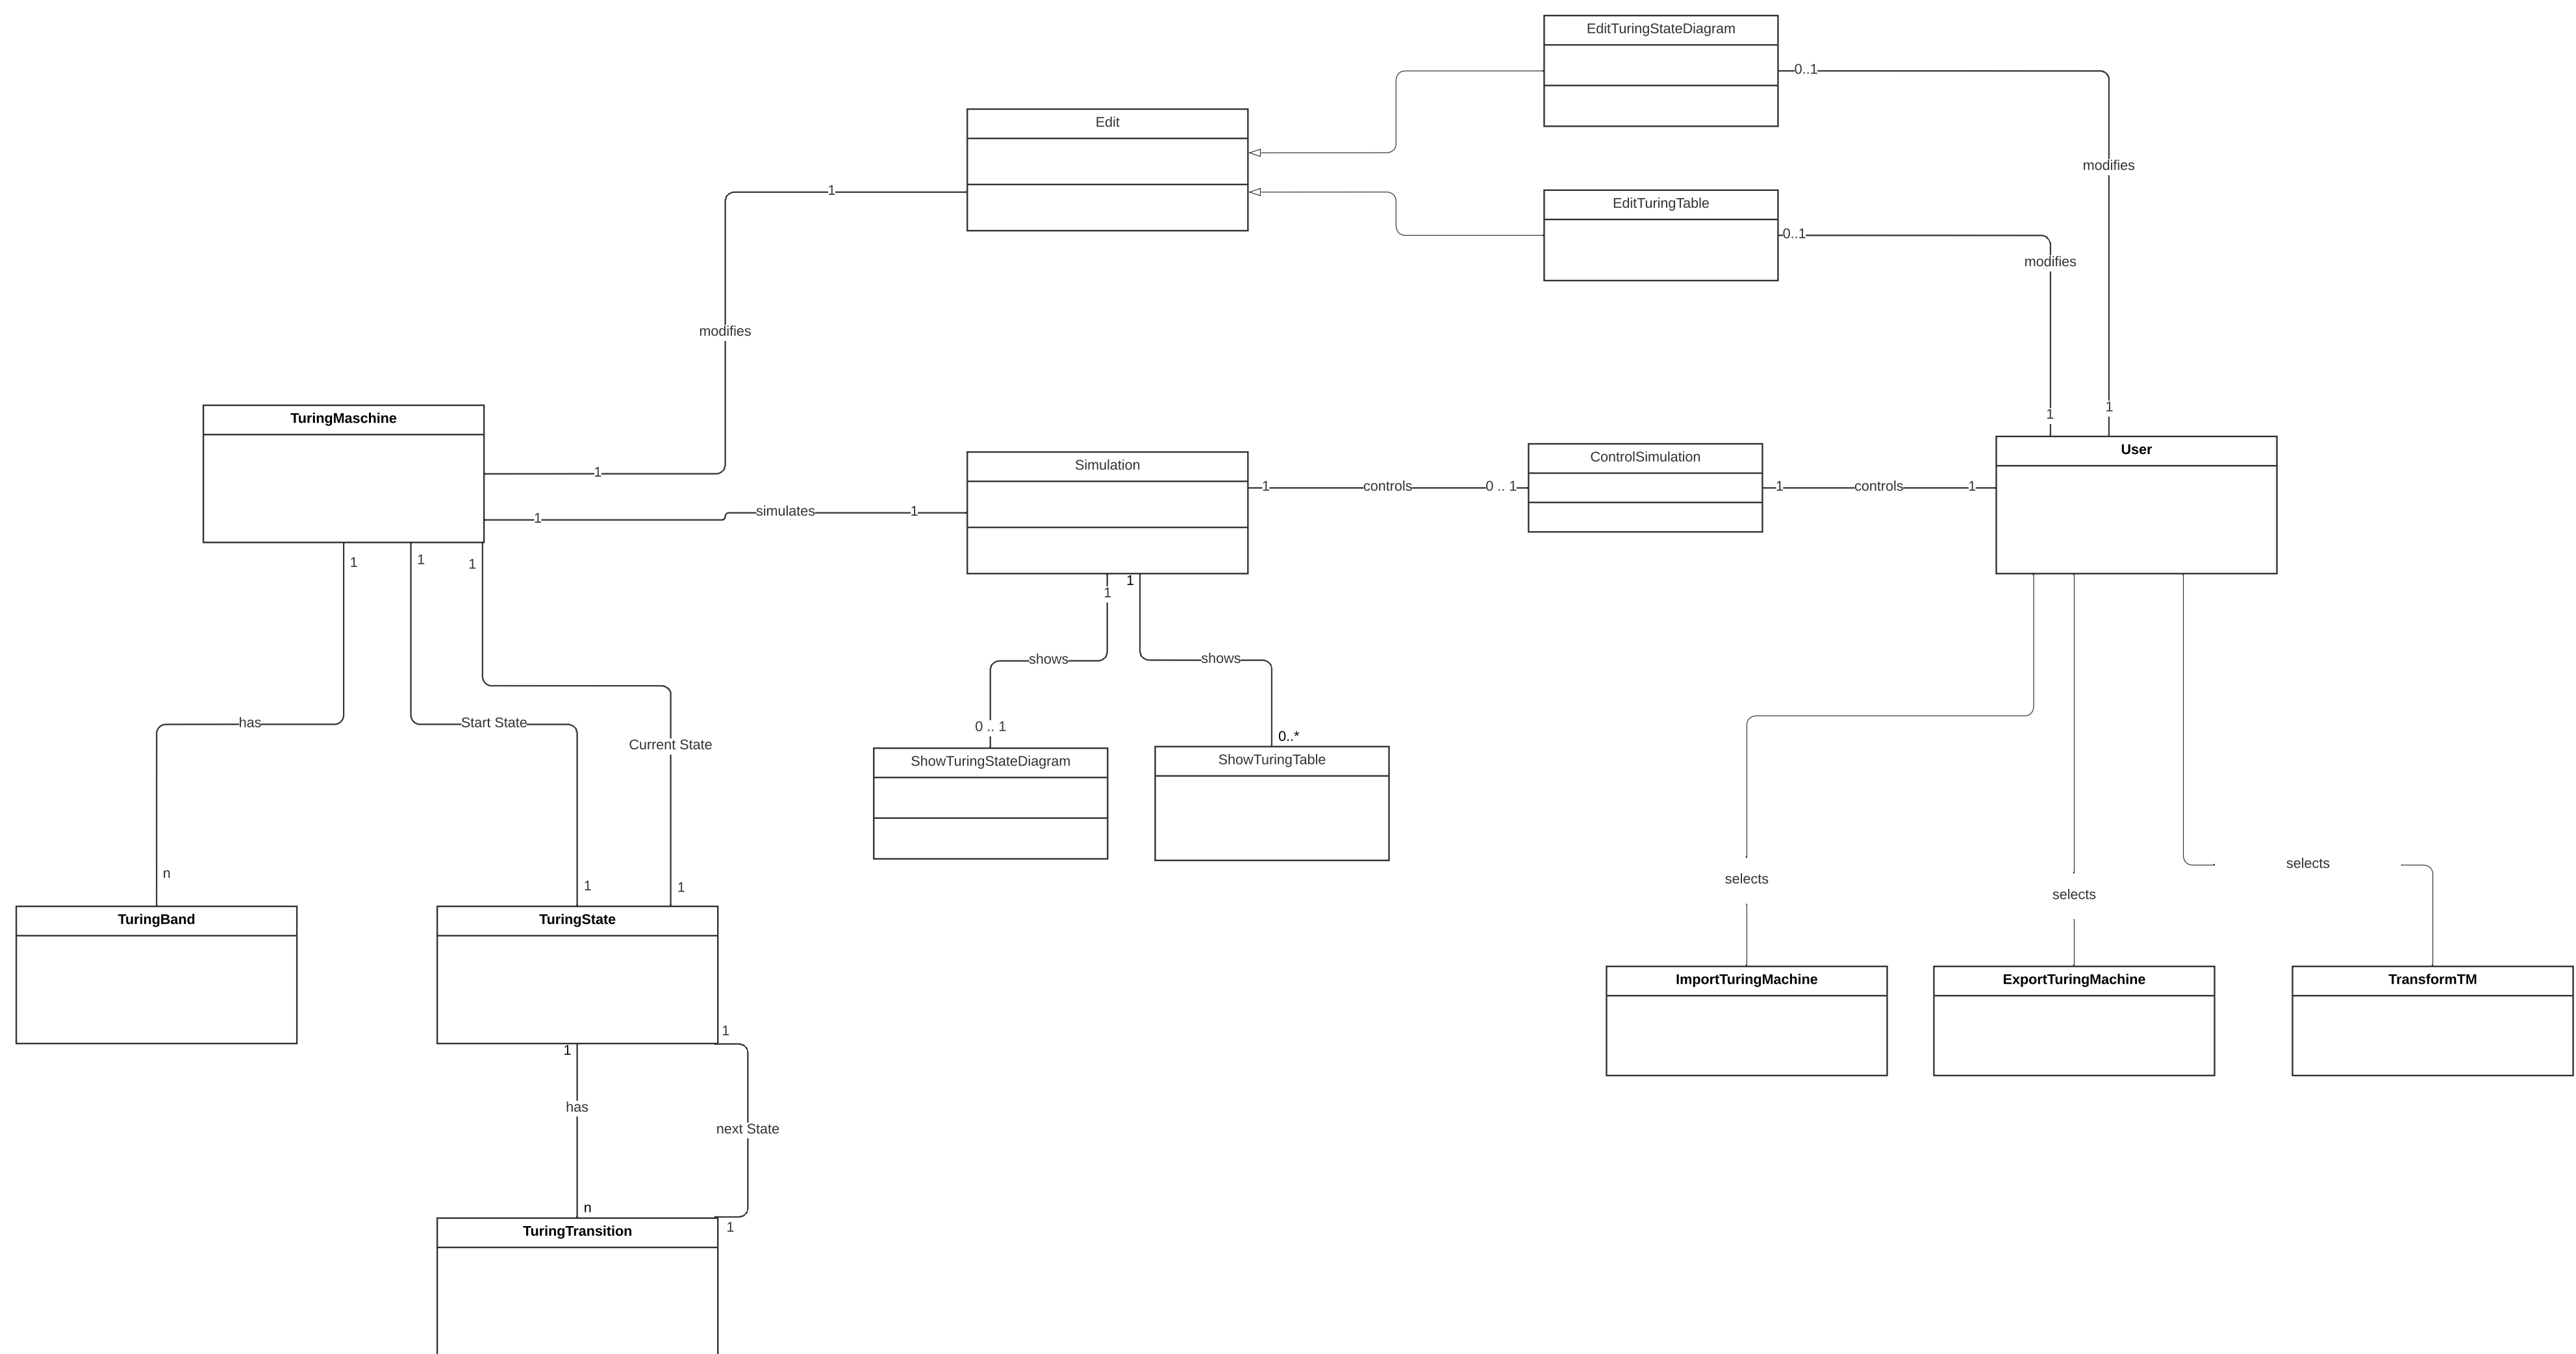 EditTuringStateDiagram
0..1
Edit
modifies
1
EditTuringTable
0..1
modifies
modifies
TuringMaschine
1
1
User
Simulation
ControlSimulation
1
1
controls
0 .. 1
1
controls
1
1
simulates
1
1
1
1
1
1
shows
shows
has
Start State
Current State
0 .. 1
0..*
ShowTuringStateDiagram
ShowTuringTable
n
1
1
selects
selects
selects
TuringBand
TuringState
ImportTuringMachine
ExportTuringMachine
TransformTM
1
1
has
next State
n
1
TuringTransition